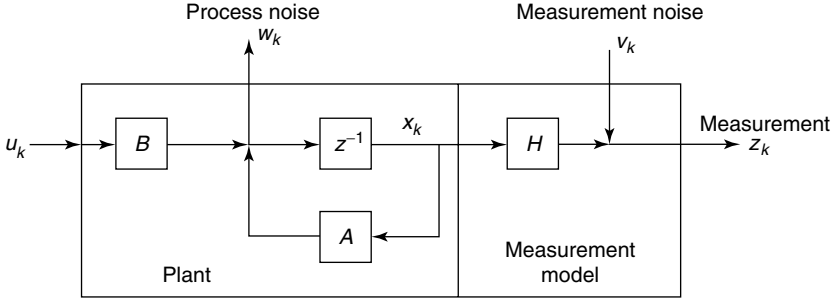 Process noise
w_k
Measurement noise
v_k
u_k
B
z^{-1}
x_k
H
Measurement
z_k
A
Plant
Measurement
model